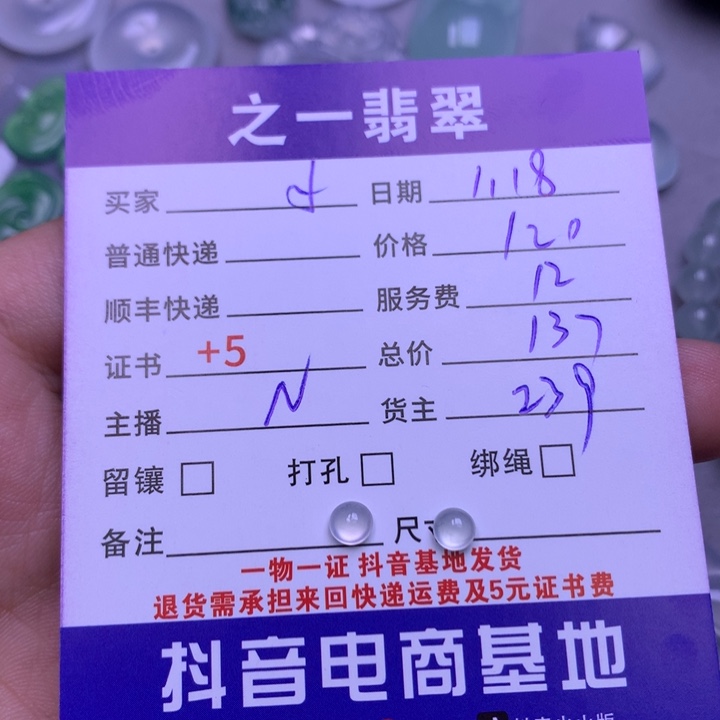 之一翡翠
买家 日期 1.18
普通快递 价格 120
顺丰快递 服务费 12
证书 +5 总价 137
主播 N 货主 239
留镶 打孔 绑绳
备注 尺寸
一物一证 抖音基地发货
退货需承担来回快递运费及5元证书费
抖音电商基地